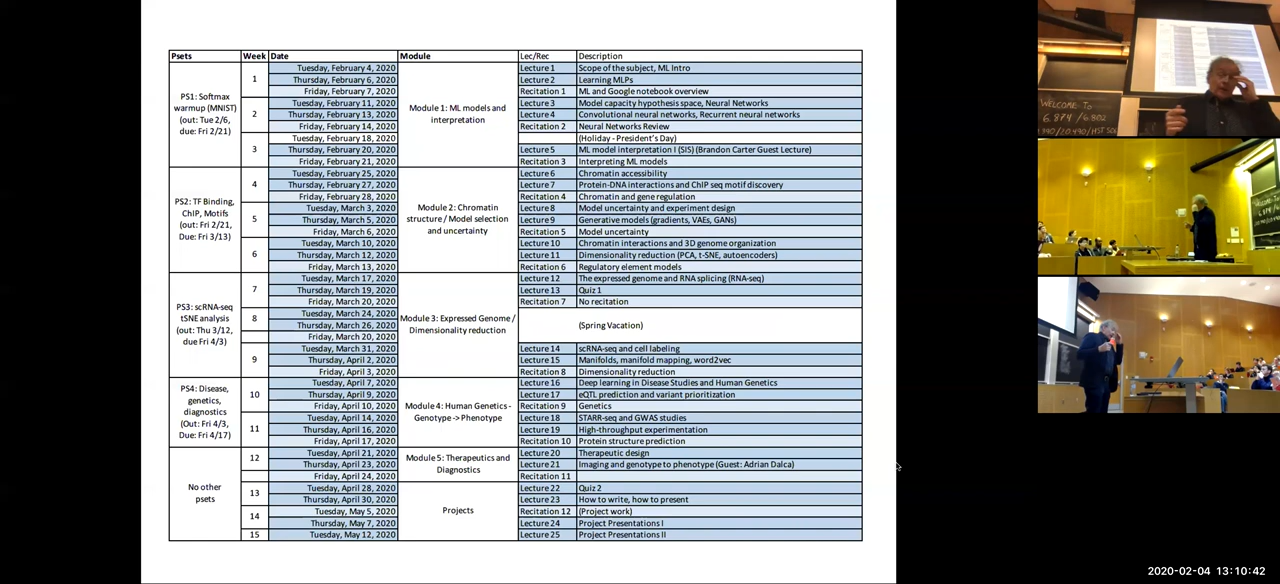 Psets Week Date Module Lec/Rec Description
PS1: Softmax
warmup (MNIST)
(out: Tue 2/6,
due: Fri 2/21)
1
Module 1: ML models and
interpretation
Tuesday, February 4, 2020 Lecture 1 Scope of the subject, ML Intro
Thursday, February 6, 2020 Lecture 2 Learning MLPs
Friday, February 7, 2020 Recitation 1 ML and Google notebook overview
2
Tuesday, February 11, 2020 Lecture 3 Model capacity hypothesis space, Neural Networks
Thursday, February 13, 2020 Lecture 4 Convolutional neural networks, Recurrent neural networks
Friday, February 14, 2020 Recitation 2 Neural Networks Review
3
Tuesday, February 18, 2020 (Holiday - President's Day)
Thursday, February 20, 2020 Lecture 5 ML model interpretation I (SIS) (Brandon Carter Guest Lecture)
Friday, February 21, 2020 Recitation 3 Interpreting ML models
PS2: TF Binding,
ChIP, Motifs
(out: Fri 2/21,
Due: Fri 3/13)
4
Module 2: Chromatin
structure / Model selection
and uncertainty
Tuesday, February 25, 2020 Lecture 6 Chromatin accessibility
Thursday, February 27, 2020 Lecture 7 Protein-DNA interactions and ChIP seq motif discovery
Friday, February 28, 2020 Recitation 4 Chromatin and gene regulation
5
Tuesday, March 3, 2020 Lecture 8 Model uncertainty and experiment design
Thursday, March 5, 2020 Lecture 9 Generative models (gradients, VAEs, GANs)
Friday, March 6, 2020 Recitation 5 Model uncertainty
6
Tuesday, March 10, 2020 Lecture 10 Chromatin interactions and 3D genome organization
Thursday, March 12, 2020 Lecture 11 Dimensionality reduction (PCA, t-SNE, autoencoders)
Friday, March 13, 2020 Recitation 6 Regulatory element models
PS3: scRNA-seq
tSNE analysis
(out: Thu 3/12,
due Fri 4/3)
7
Module 3: Expressed Genome /
Dimensionality reduction
Tuesday, March 17, 2020 Lecture 12 The expressed genome and RNA splicing (RNA-seq)
Thursday, March 19, 2020 Lecture 13 Quiz 1
Friday, March 20, 2020 Recitation 7 No recitation
8
Tuesday, March 24, 2020
Thursday, March 26, 2020 (Spring Vacation)
Friday, March 20, 2020
9
Tuesday, March 31, 2020 Lecture 14 scRNA-seq and cell labeling
Thursday, April 2, 2020 Lecture 15 Manifolds, manifold mapping, word2vec
Friday, April 3, 2020 Recitation 8 Dimensionality reduction
PS4: Disease,
genetics,
diagnostics
(Out: Fri 4/3,
Due: Fri 4/17)
10
Module 4: Human Genetics -
Genotype -> Phenotype
Tuesday, April 7, 2020 Lecture 16 Deep learning in Disease Studies and Human Genetics
Thursday, April 9, 2020 Lecture 17 eQTL prediction and variant prioritization
Friday, April 10, 2020 Recitation 9 Genetics
11
Tuesday, April 14, 2020 Lecture 18 STARR-seq and GWAS studies
Thursday, April 16, 2020 Lecture 19 High-throughput experimentation
Friday, April 17, 2020 Recitation 10 Protein structure prediction
No other
psets
12
Module 5: Therapeutics and
Diagnostics
Tuesday, April 21, 2020 Lecture 20 Therapeutic design
Thursday, April 23, 2020 Lecture 21 Imaging and genotype to phenotype (Guest: Adrian Dalca)
Friday, April 24, 2020 Recitation 11
13
Projects
Tuesday, April 28, 2020 Lecture 22 Quiz 2
Thursday, April 30, 2020 Lecture 23 How to write, how to present
14
Tuesday, May 5, 2020 Recitation 12 (Project work)
Thursday, May 7, 2020 Lecture 24 Project Presentations I
15
Tuesday, May 12, 2020 Lecture 25 Project Presentations II
WELCOME TO
6.874 /6.802
2020-02-04 13:10:42